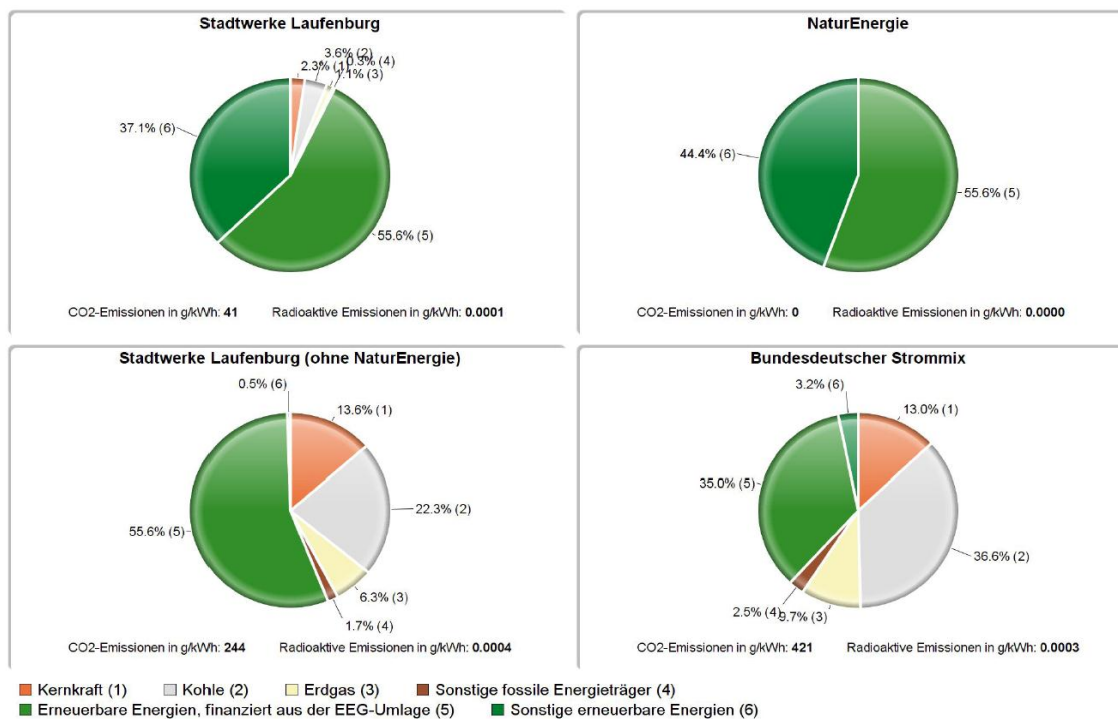 Stadtwerke Laufenburg
3.6% (2)
0.3% (4)
2.3% (1)
1.1% (3)
37.1% (6)
55.6% (5)
CO2-Emissionen in g/kWh: 41 Radioaktive Emissionen in g/kWh: 0.0001
NaturEnergie
44.4% (6)
55.6% (5)
CO2-Emissionen in g/kWh: 0 Radioaktive Emissionen in g/kWh: 0.0000
Stadtwerke Laufenburg (ohne NaturEnergie)
0.5% (6)
13.6% (1)
22.3% (2)
55.6% (5)
6.3% (3)
1.7% (4)
CO2-Emissionen in g/kWh: 244 Radioaktive Emissionen in g/kWh: 0.0004
Bundesdeutscher Strommix
3.2% (6)
13.0% (1)
35.0% (5)
36.6% (2)
2.5% (4)
9.7% (3)
CO2-Emissionen in g/kWh: 421 Radioaktive Emissionen in g/kWh: 0.0003
Kernkraft (1) Kohle (2) Erdgas (3) Sonstige fossile Energieträger (4)
Erneuerbare Energien, finanziert aus der EEG-Umlage (5) Sonstige erneuerbare Energien (6)